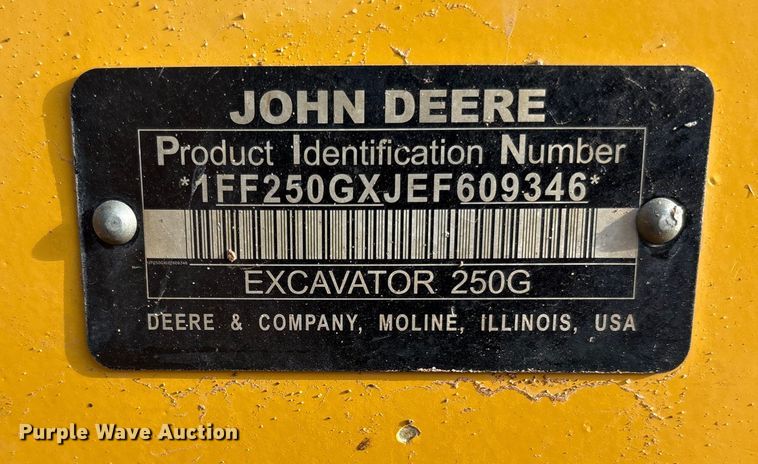 JOHN DEERE
Product Identification Number
*1FF250GXJEF609346*
EXCAVATOR 250G
DEERE & COMPANY, MOLINE, ILLINOIS, USA
Purple Wave Auction